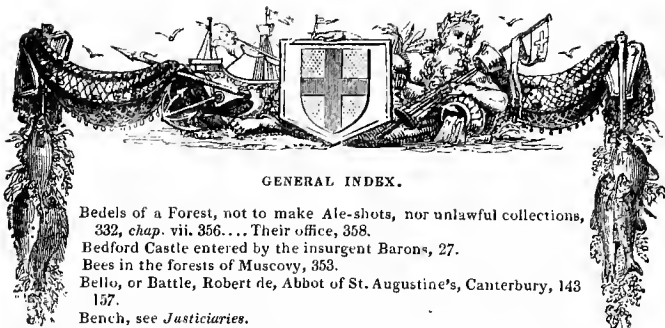 GENERAL INDEX.
Bedels of a Forest, not to make Ale-shots, nor unlawful collections,
332, chap. vii. 356.... Their office, 358.
Bedford Castle entered by the insurgent Barons, 27.
Bees in the forests of Muscovy, 353.
Bello, or Battle, Robert de, Abbot of St. Augustine's, Canterbury, 143
157.
Bench, see Justiciaries.